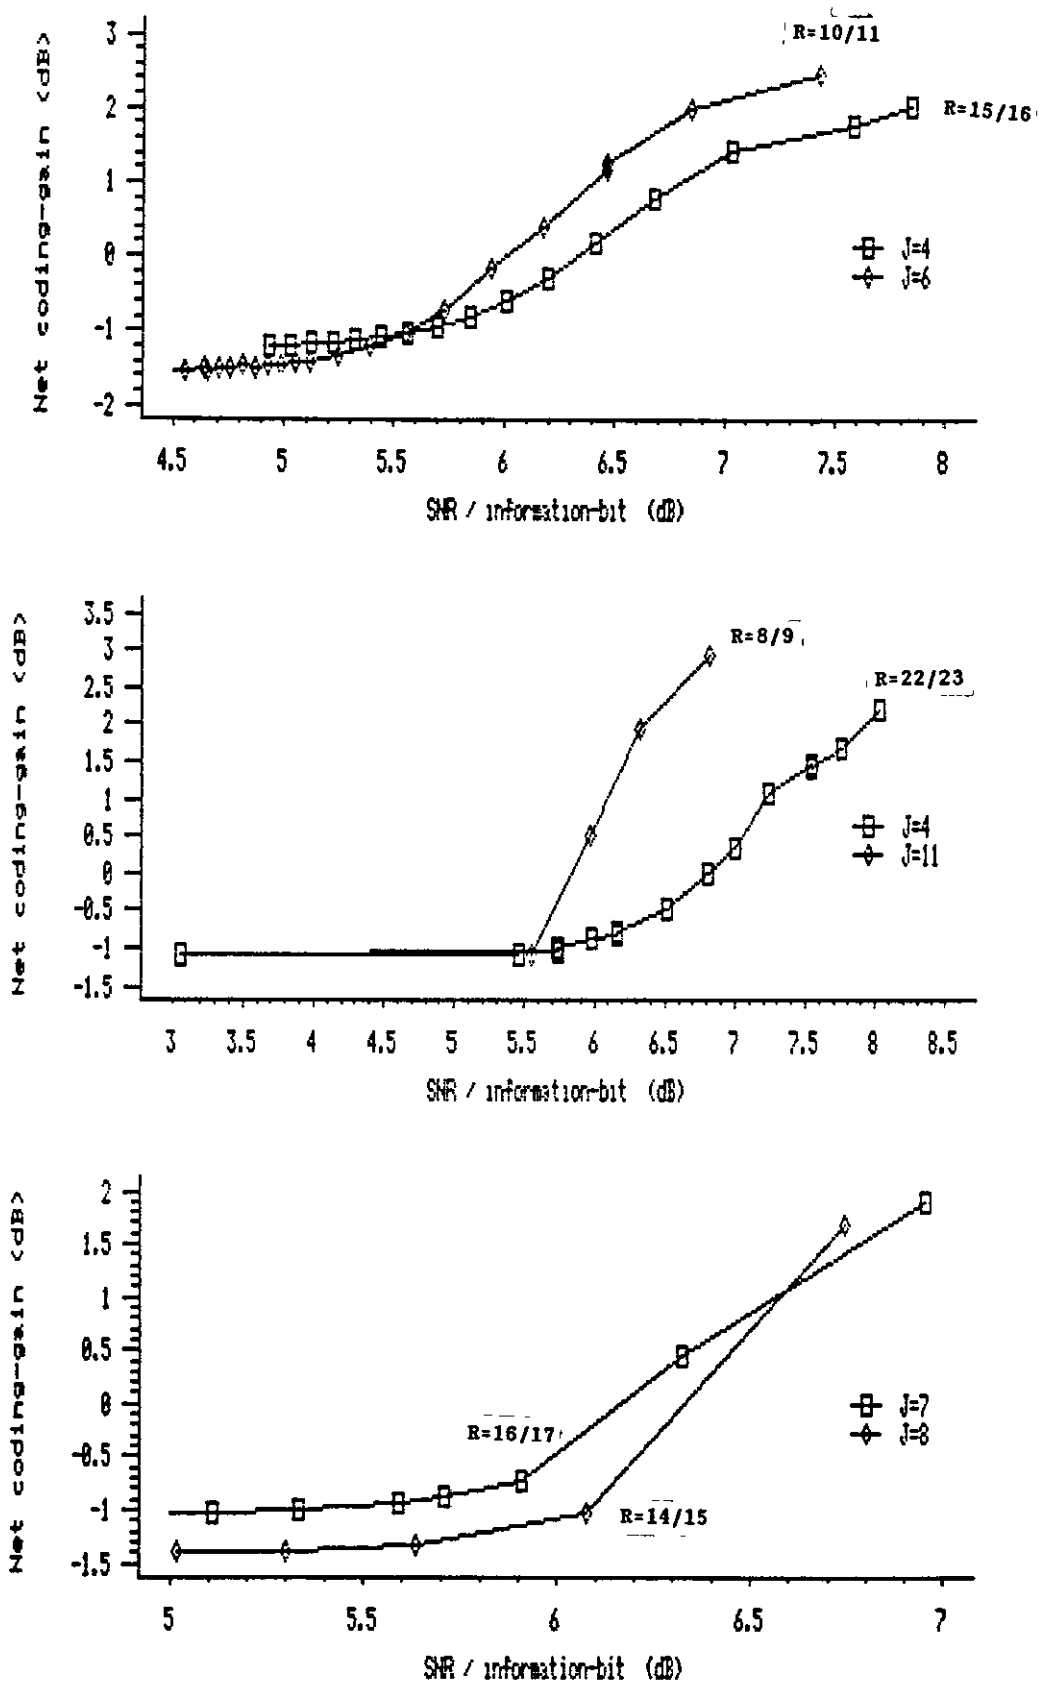 Net coding-gain <dB>
3
2
1
0
-1
-2
R=10/11
R=15/16
J=4
J=6
4.5 5 5.5 6 6.5 7 7.5 8
SNR / information-bit (dB)
Net coding-gain <dB>
3.5
3
2.5
2
1.5
1
0.5
0
-0.5
-1
-1.5
R=8/9
R=22/23
J=4
J=11
3 3.5 4 4.5 5 5.5 6 6.5 7 7.5 8 8.5
SNR / information-bit (dB)
Net coding-gain <dB>
2
1.5
1
0.5
0
-0.5
-1
-1.5
R=16/17
R=14/15
J=7
J=8
5 5.5 6 6.5 7
SNR / information-bit (dB)